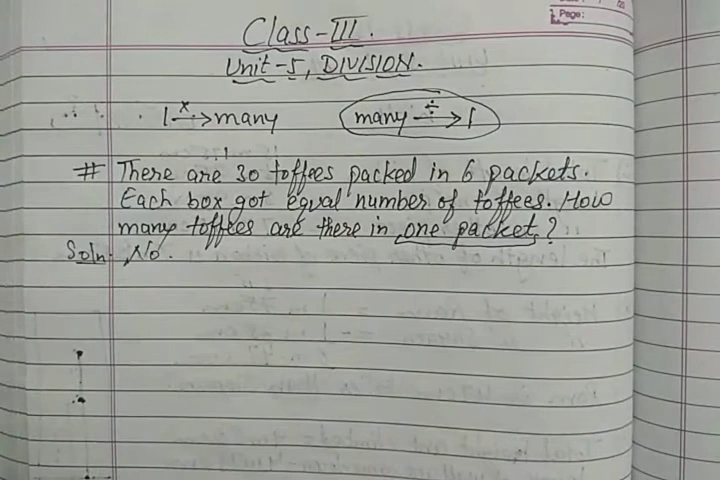 Page:
Class-III.
Unit-5, DIVISION.
1 x→ many many ÷→ 1
# There are 30 toffees packed in 6 packets.
Each box got equal number of toffees. How
many toffees are there in one packet?
Soln. No.